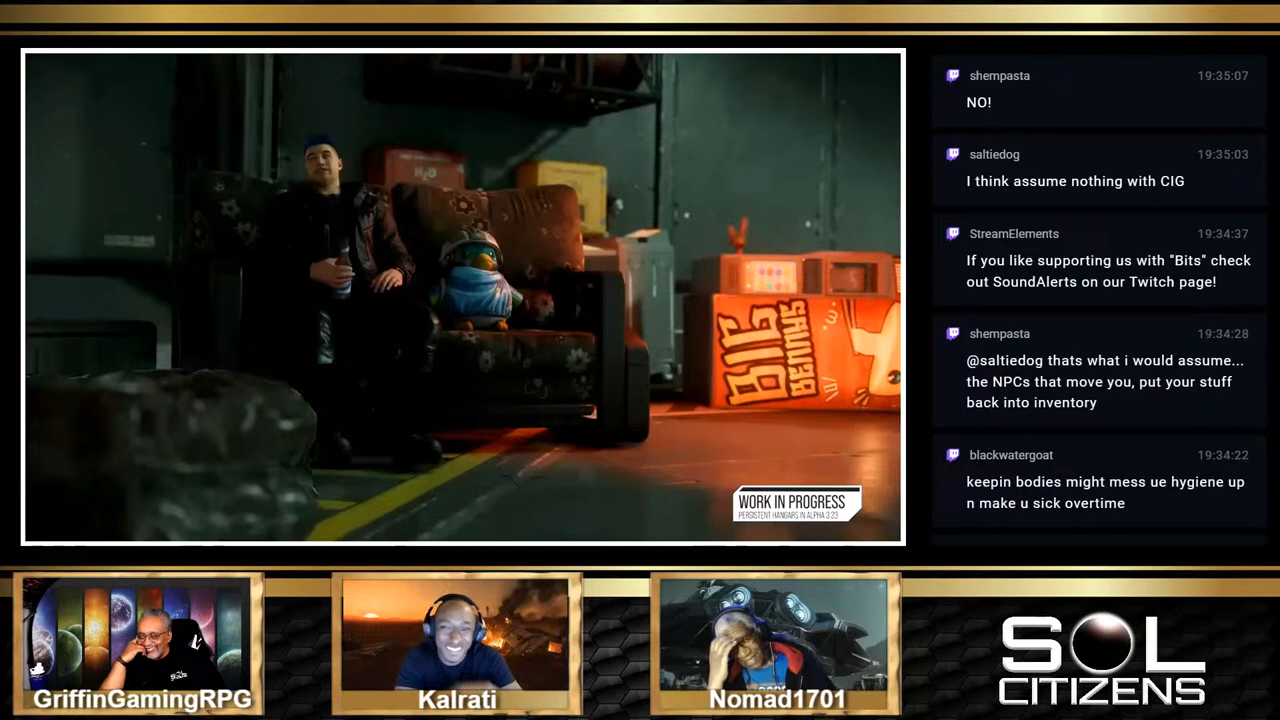 shempasta 19:35:07
NO!
saltiedog 19:35:03
I think assume nothing with CIG
StreamElements 19:34:37
If you like supporting us with "Bits" check
out SoundAlerts on our Twitch page!
shempasta 19:34:28
@saltiedog thats what i would assume...
the NPCs that move you, put your stuff
back into inventory
blackwatergoat 19:34:22
keepin bodies might mess ue hygiene up
n make u sick overtime
BIG
BENNYS
WORK IN PROGRESS
PERSISTENT HANGARS IN ALPHA 3.23
GriffinGamingRPG
Kalrati
Nomad1701
SOL
CITIZENS